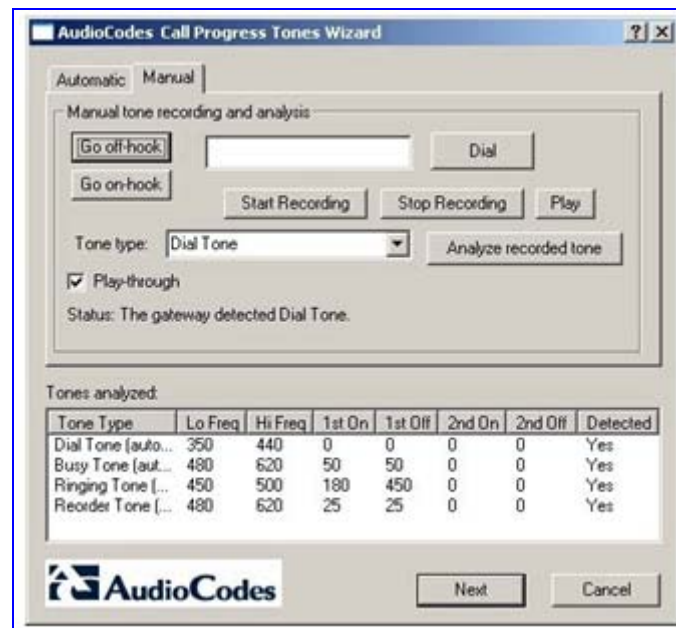 AudioCodes Call Progress Tones Wizard
Automatic Manual
Manual tone recording and analysis
Go off-hook Dial
Go on-hook
Start Recording Stop Recording Play
Tone type: Dial Tone Analyze recorded tone
Play-through
Status: The gateway detected Dial Tone.
Tones analyzed:
Tone Type Lo Freq Hi Freq 1st On 1st Off 2nd On 2nd Off Detected
Dial Tone (auto... 350 440 0 0 0 0 Yes
Busy Tone (aut... 480 620 50 50 0 0 Yes
Ringing Tone (... 450 500 180 450 0 0 Yes
Reorder Tone (... 480 620 25 25 0 0 Yes
AudioCodes Next Cancel